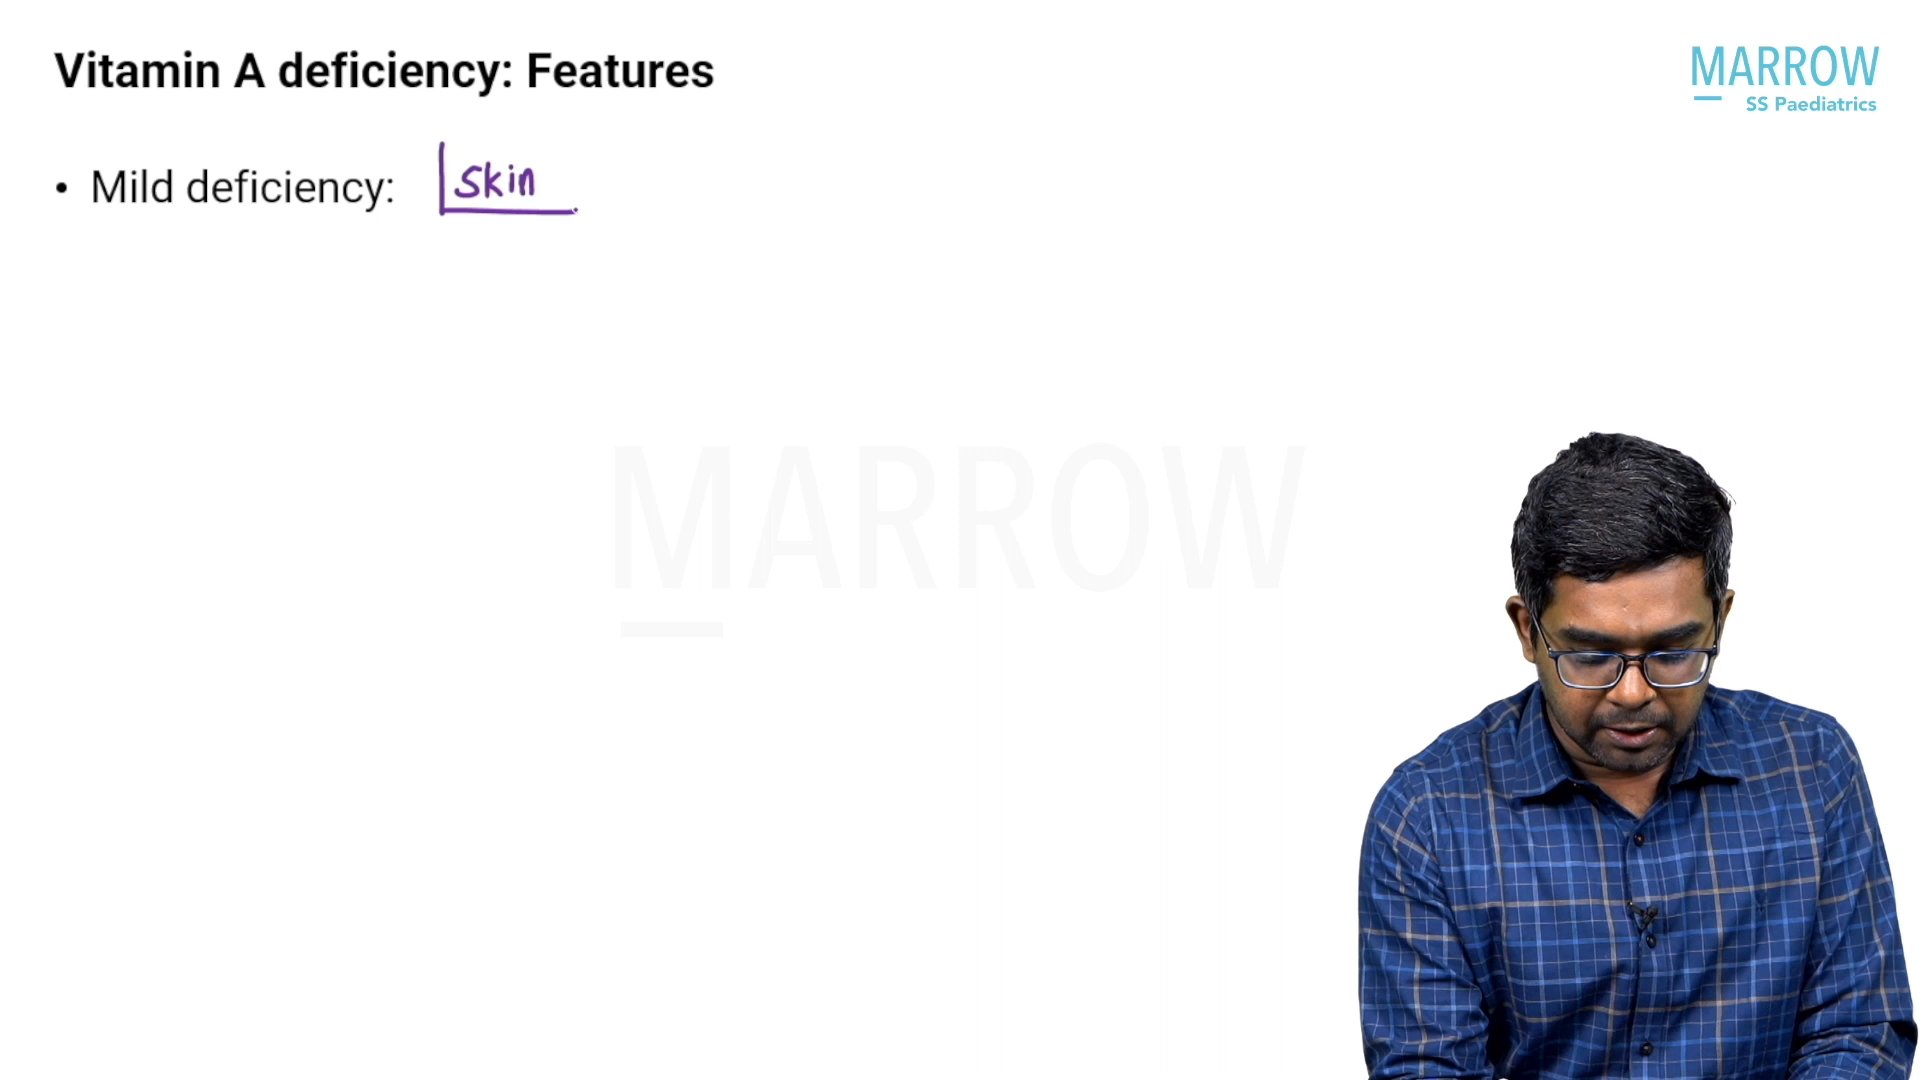 Vitamin A deficiency: Features
MARROW
SS Paediatrics
• Mild deficiency: skin
MARROW